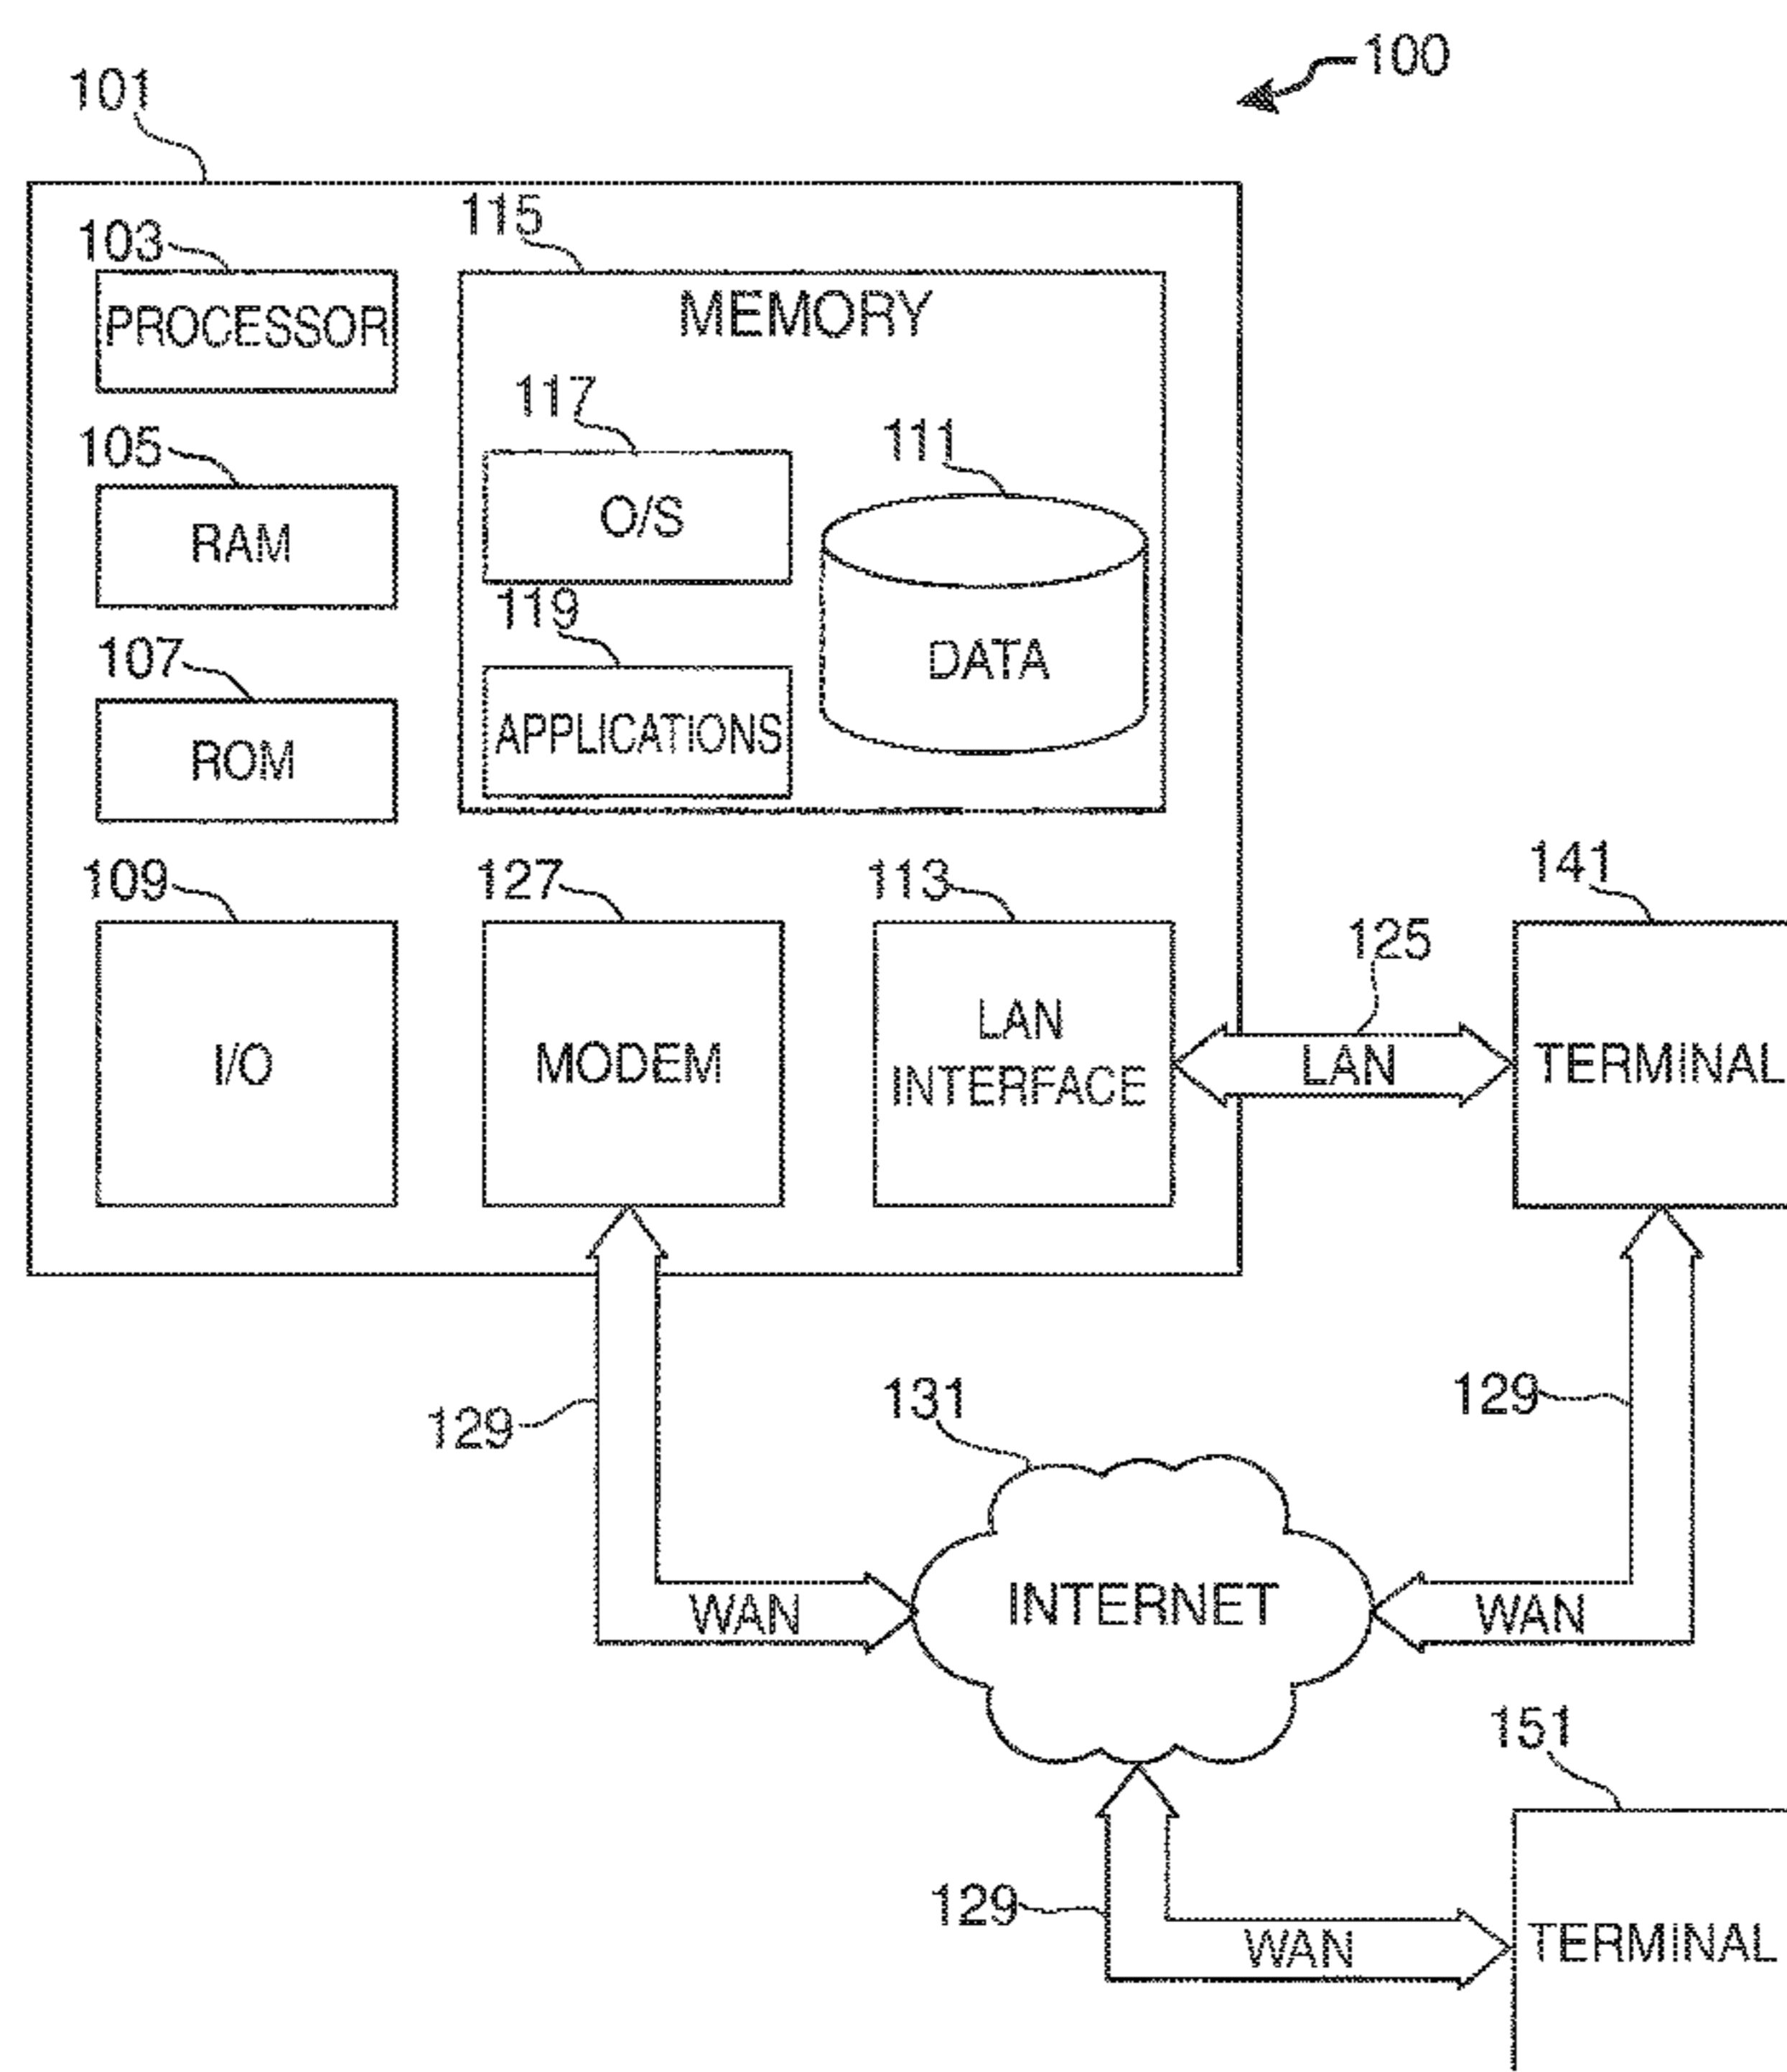 100
101
103
PROCESSOR
105
RAM
107
ROM
115
MEMORY
117
O/S
111
DATA
119
APPLICATIONS
109
I/O
127
MODEM
113
LAN
INTERFACE
125
LAN
141
TERMINAL
129
WAN
131
INTERNET
129
WAN
129
WAN
151
TERMINAL